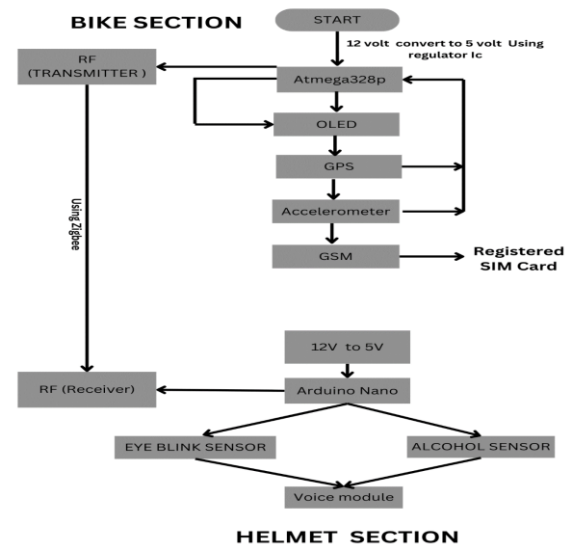 BIKE SECTION
START
12 volt convert to 5 volt Using
regulator Ic
RF
(TRANSMITTER )
Atmega328p
OLED
GPS
Accelerometer
GSM
Registered
SIM Card
Using Zigbee
12V to 5V
RF (Receiver)
Arduino Nano
EYE BLINK SENSOR
ALCOHOL SENSOR
Voice module
HELMET SECTION